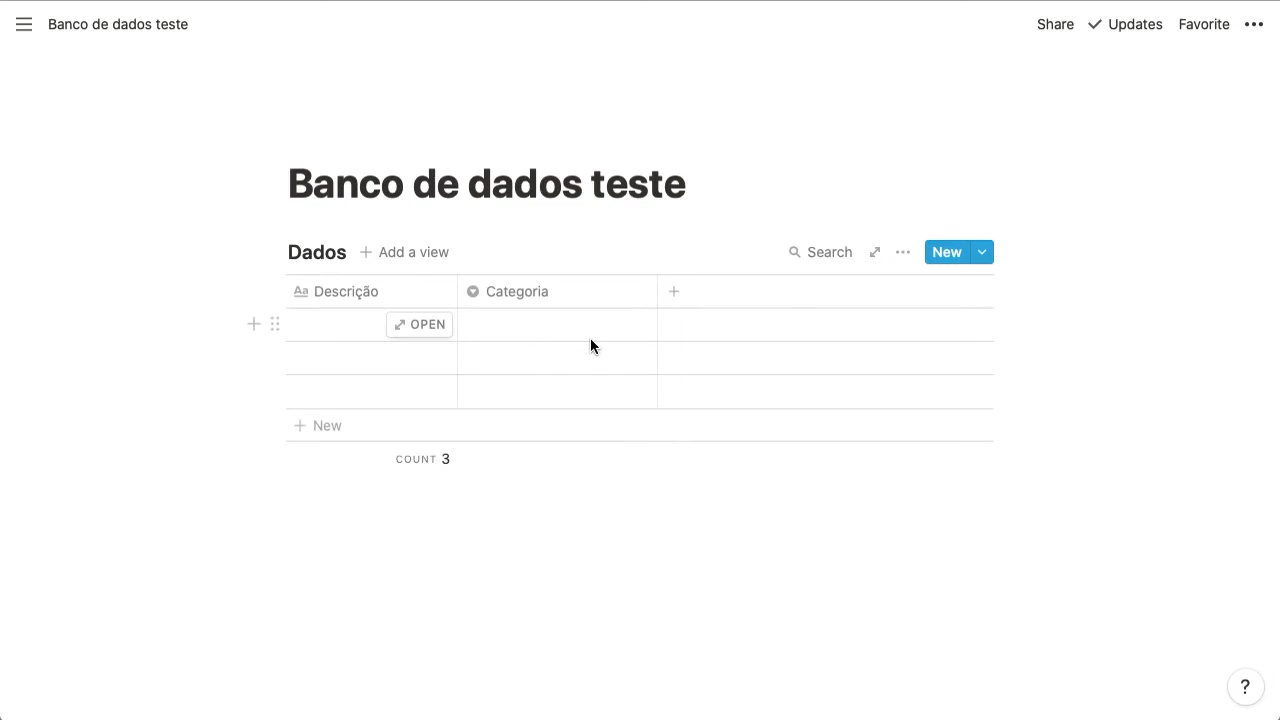 Banco de dados teste
Share Updates Favorite
Banco de dados teste
Dados Add a view Search New
Aa Descrição Categoria
OPEN
New
COUNT 3
?